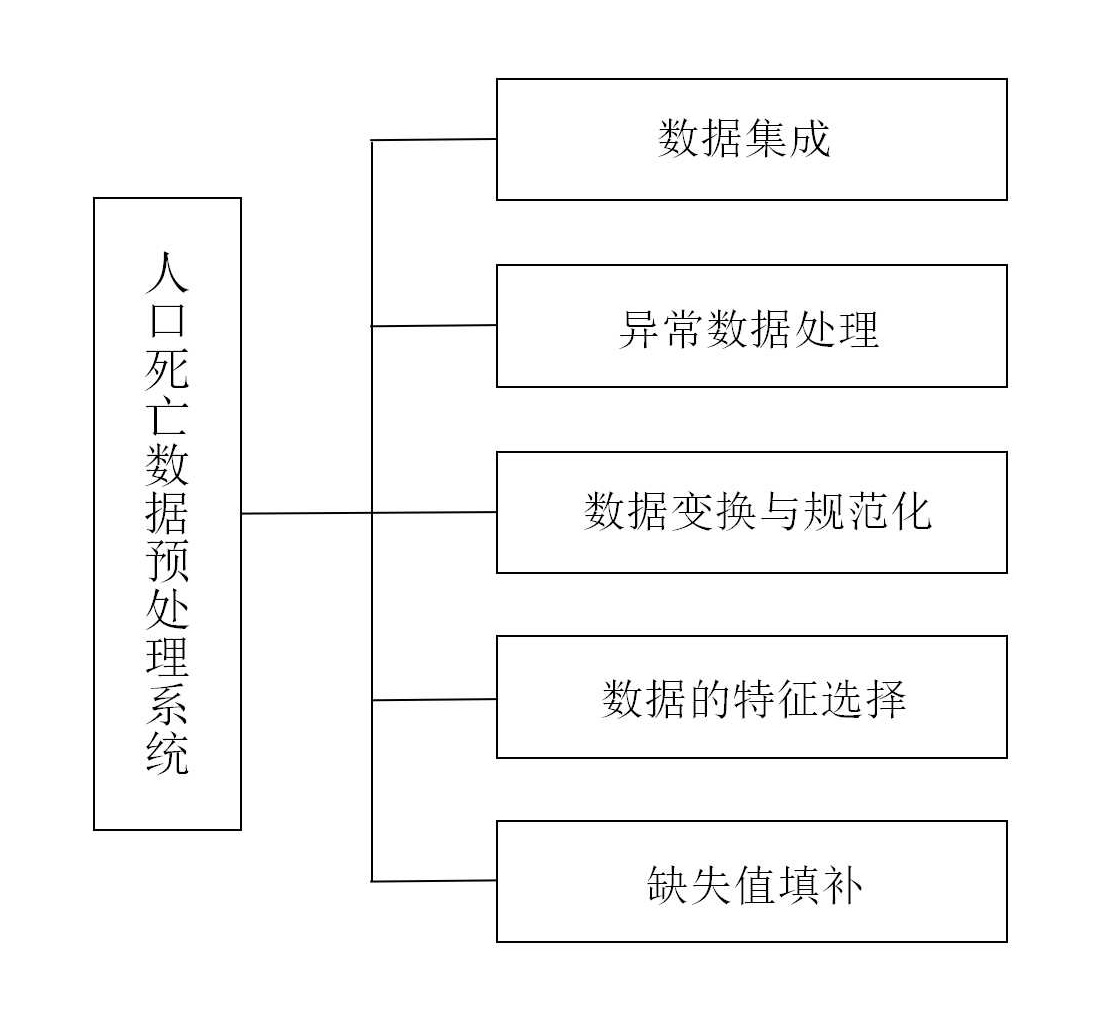 人口死亡数据预处理系统
数据集成
异常数据处理
数据变换与规范化
数据的特征选择
缺失值填补